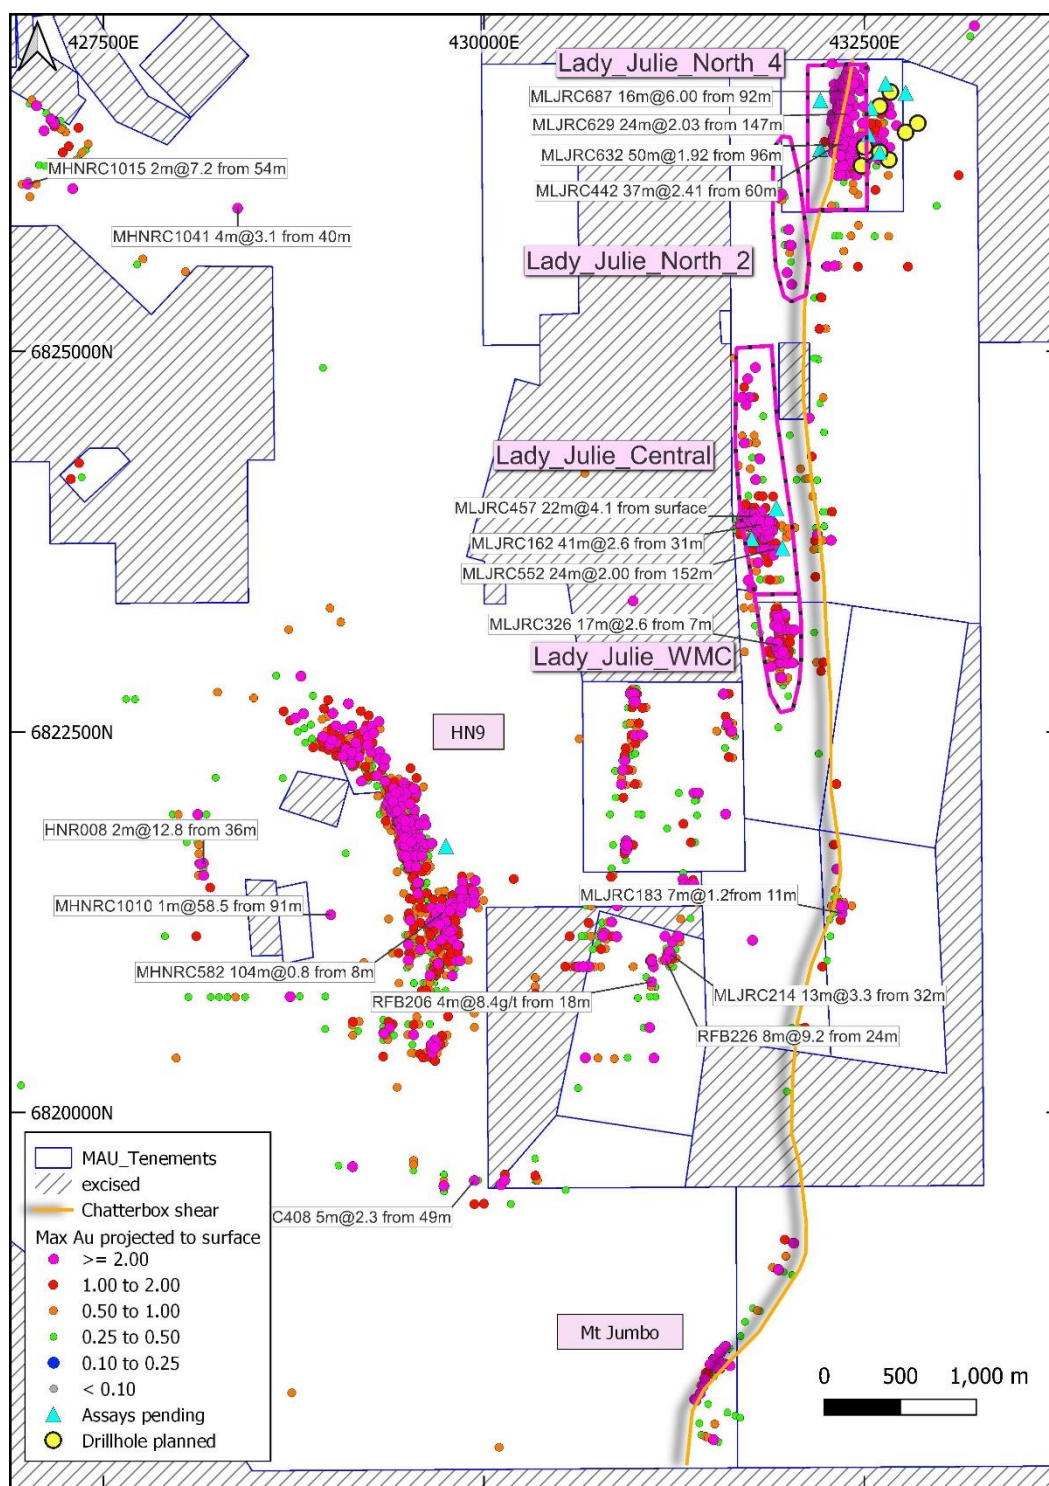 427500E
430000E
432500E
Lady_Julie_North_4
MLJRC687 16m@6.00 from 92m
MLJRC629 24m@2.03 from 147m
MLJRC632 50m@1.92 from 96m
MLJRC442 37m@2.41 from 60m
MHNRC1015 2m@7.2 from 54m
MHNRC1041 4m@3.1 from 40m
Lady_Julie_North_2
6825000N
Lady_Julie_Central
MLJRC457 22m@4.1 from surface
MLJRC162 41m@2.6 from 31m
MLJRC552 24m@2.00 from 152m
MLJRC326 17m@2.6 from 7m
Lady_Julie_WMC
6822500N
HN9
HNR008 2m@12.8 from 36m
MHNRC1010 1m@58.5 from 91m
MLJRC183 7m@1.2from 11m
MHNRC582 104m@0.8 from 8m
RFB206 4m@8.4g/t from 18m
MLJRC214 13m@3.3 from 32m
RFB226 8m@9.2 from 24m
6820000N
C408 5m@2.3 from 49m
MAU_Tenements
excised
Chatterbox shear
Max Au projected to surface
>= 2.00
1.00 to 2.00
0.50 to 1.00
0.25 to 0.50
0.10 to 0.25
< 0.10
Assays pending
Drillhole planned
Mt Jumbo
0 500 1,000 m